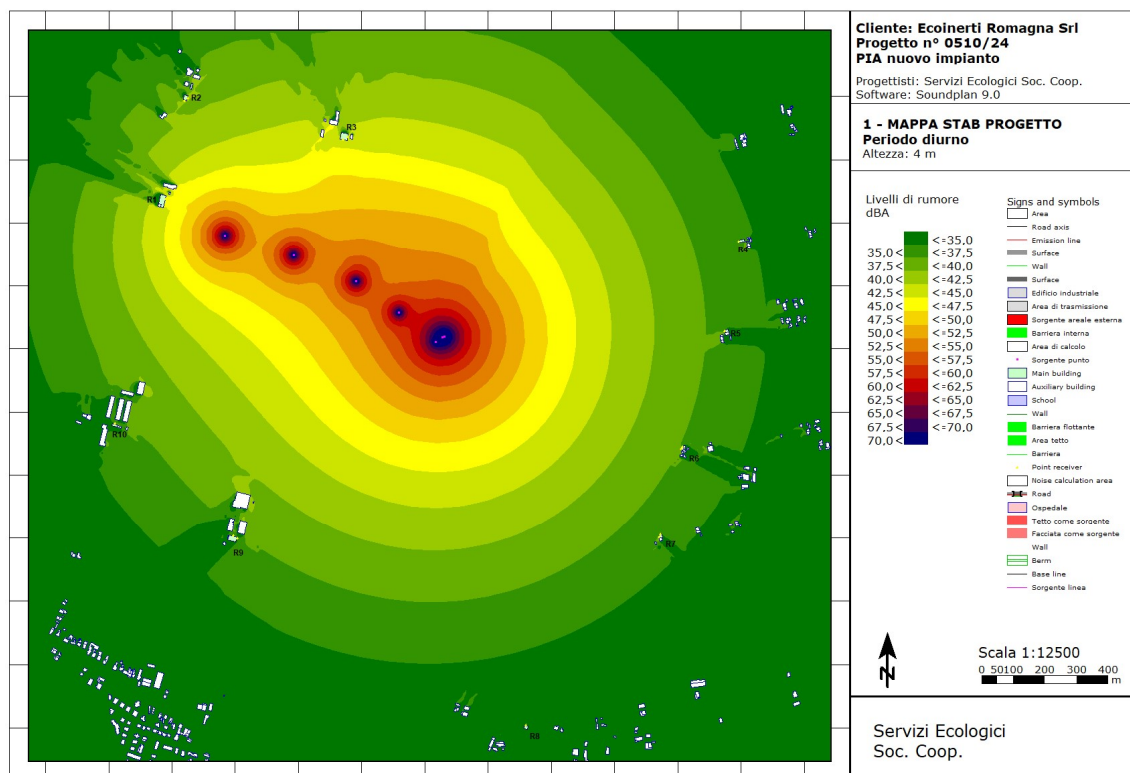 Cliente: Ecoinerti Romagna Srl
Progetto n° 0510/24
PIA nuovo impianto
Progettisti: Servizi Ecologici Soc. Coop.
Software: Soundplan 9.0
1 - MAPPA STAB PROGETTO
Periodo diurno
Altezza: 4 m
Livelli di rumore
dBA
<=35,0
35,0< <=37,5
37,5< <=40,0
40,0< <=42,5
42,5< <=45,0
45,0< <=47,5
47,5< <=50,0
50,0< <=52,5
52,5< <=55,0
55,0< <=57,5
57,5< <=60,0
60,0< <=62,5
62,5< <=65,0
65,0< <=67,5
67,5< <=70,0
70,0<
Signs and symbols
Area
Road axis
Emission line
Surface
Wall
Surface
Edificio industriale
Area di trasmissione
Sorgente areale esterna
Barriera interna
Area di calcolo
Sorgente punto
Main building
Auxiliary building
School
Wall
Barriera flottante
Area tetto
Barriera
Point receiver
Noise calculation area
Road
Ospedale
Tetto come sorgente
Facciata come sorgente
Wall
Berm
Base line
Sorgente linea
N
Scala 1:12500
0 50 100 200 300 400
m
Servizi Ecologici
Soc. Coop.
R2
R3
R1
R4
R5
R10
R6
R9
R7
R8